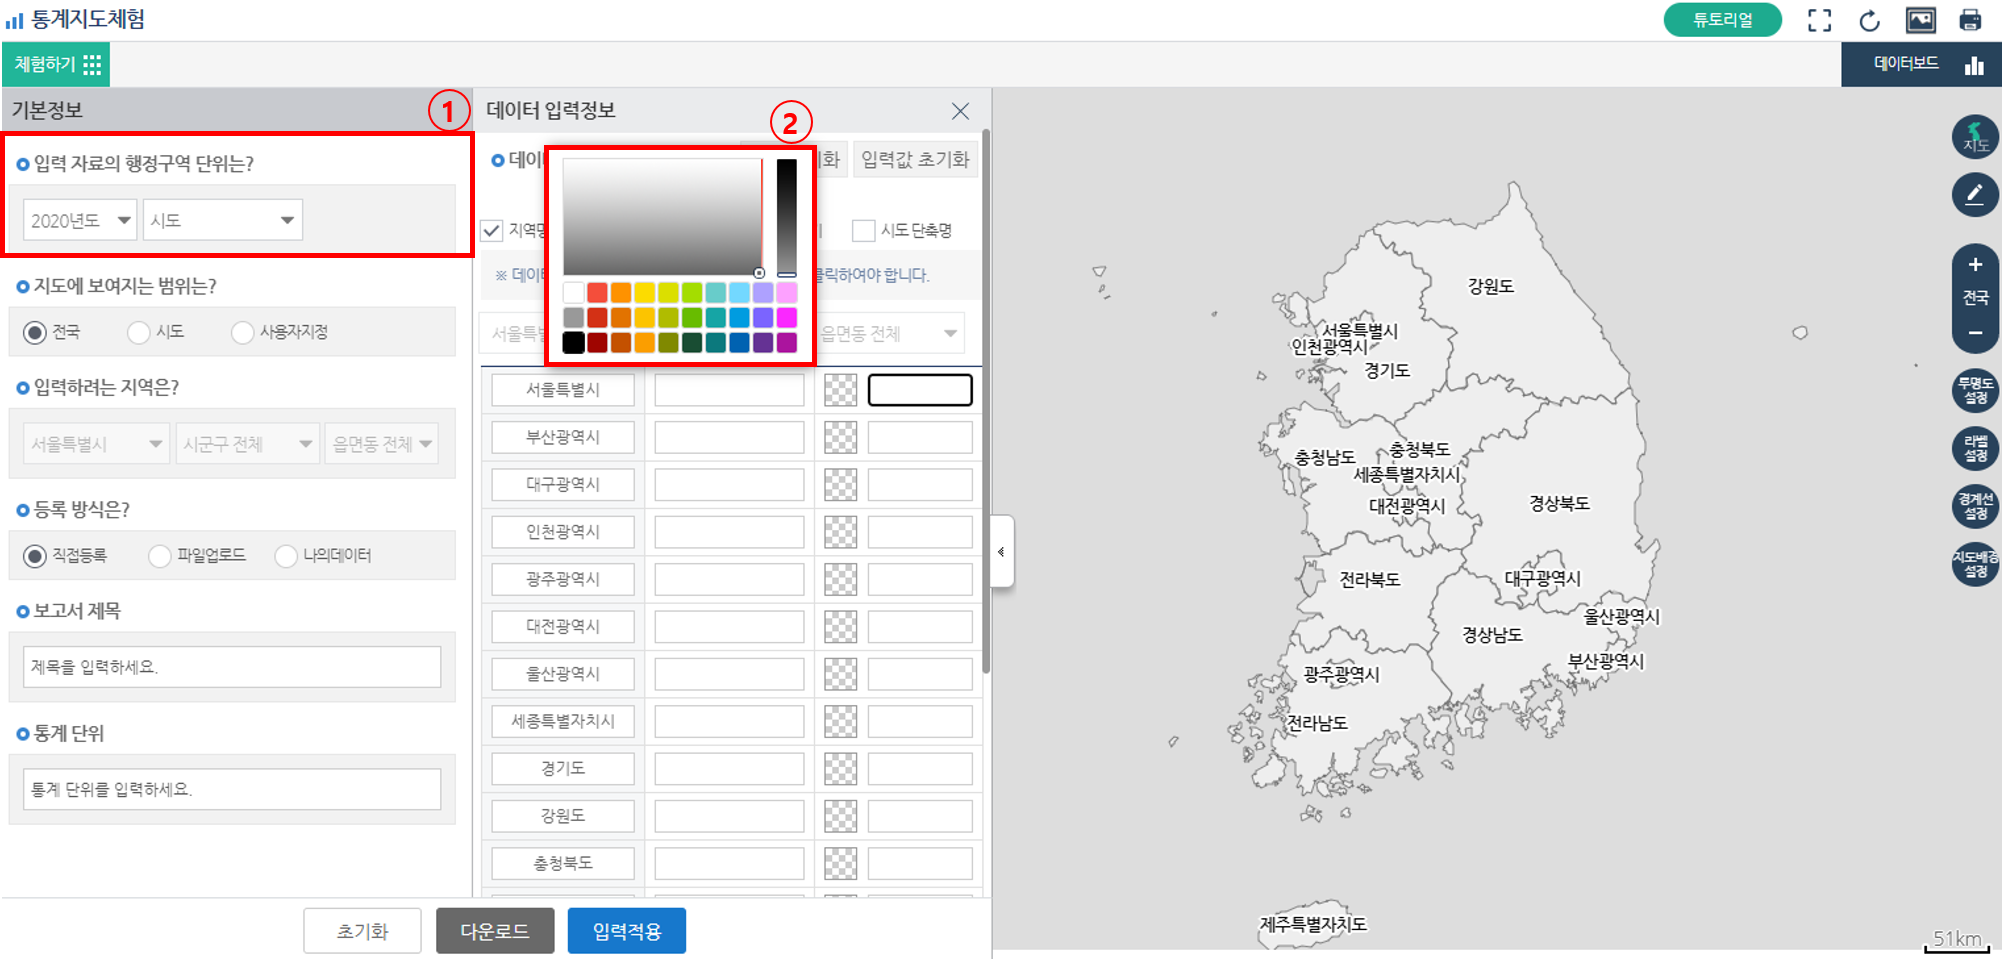 통계지도체험
튜토리얼
체험하기
데이터보드
기본정보
①
입력 자료의 행정구역 단위는?
2020년도
시도
지도에 보여지는 범위는?
전국
시도
사용자지정
입력하려는 지역은?
서울특별시
시군구 전체
읍면동 전체
등록 방식은?
직접등록
파일업로드
나의데이터
보고서 제목
제목을 입력하세요.
통계 단위
통계 단위를 입력하세요.
초기화
다운로드
입력적용
데이터 입력정보
②
화
입력값 초기화
시도 단축명
※
클릭하여야 합니다.
읍면동 전체
서울특별시
부산광역시
대구광역시
인천광역시
광주광역시
대전광역시
울산광역시
세종특별자치시
경기도
강원도
충청북도
강원도
서울특별시
인천광역시
경기도
충청북도
충청남도
세종특별자치시
대전광역시
경상북도
전라북도
대구광역시
울산광역시
경상남도
부산광역시
광주광역시
전라남도
제주특별자치도
지도
+
전국
−
투명도
설정
라벨
설정
경계선
설정
지도배경
설정
51km